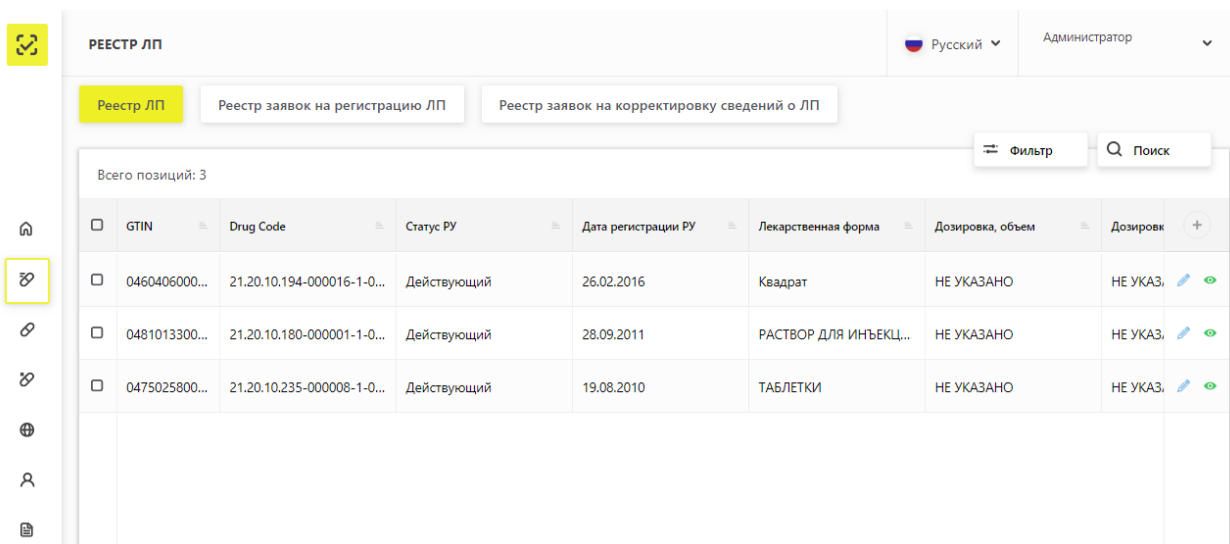 РЕЕСТР ЛП
Русский
Администратор
Реестр ЛП
Реестр заявок на регистрацию ЛП
Реестр заявок на корректировку сведений о ЛП
Фильтр
Поиск
Всего позиций: 3
GTIN Drug Code Статус РУ Дата регистрации РУ Лекарственная форма Дозировка, объем Дозировк
0460406000... 21.20.10.194-000016-1-0... Действующий 26.02.2016 Квадрат НЕ УКАЗАНО НЕ УКАЗ
0481013300... 21.20.10.180-000001-1-0... Действующий 28.09.2011 РАСТВОР ДЛЯ ИНЪЕКЦ... НЕ УКАЗАНО НЕ УКАЗ
0475025800... 21.20.10.235-000008-1-0... Действующий 19.08.2010 ТАБЛЕТКИ НЕ УКАЗАНО НЕ УКАЗ